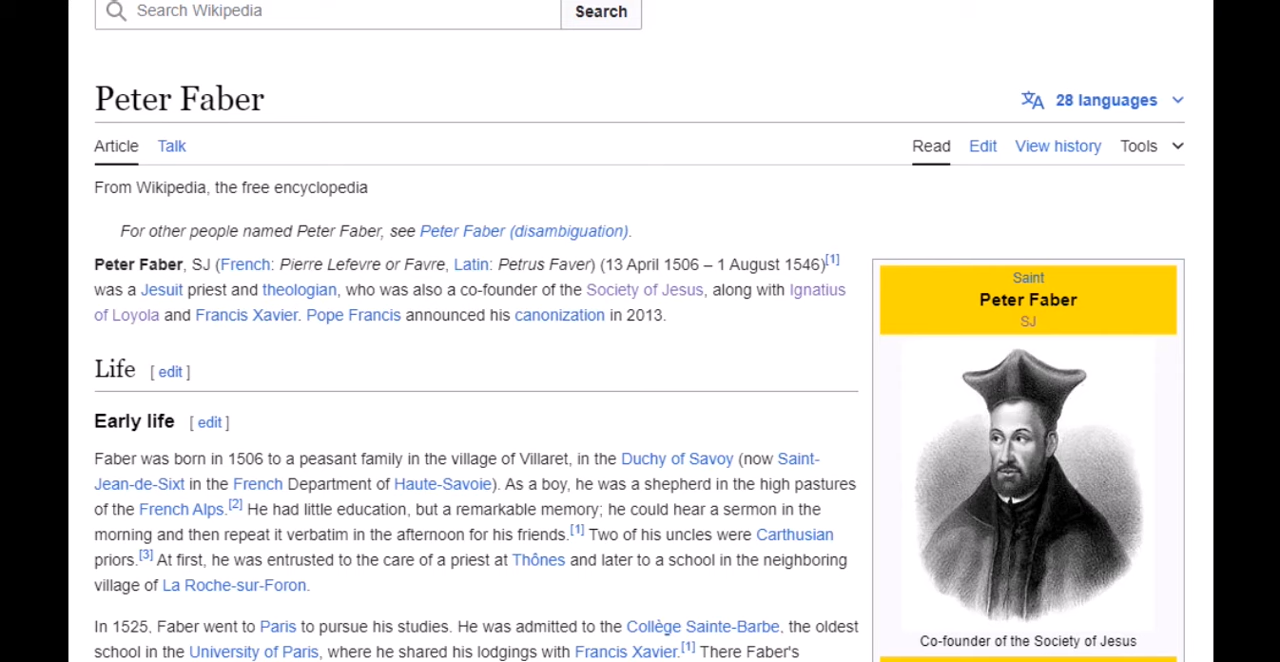 Search Wikipedia
Search
Peter Faber
28 languages
Article Talk
Read Edit View history Tools
From Wikipedia, the free encyclopedia
For other people named Peter Faber, see Peter Faber (disambiguation).
Peter Faber, SJ (French: Pierre Lefevre or Favre, Latin: Petrus Faver) (13 April 1506 – 1 August 1546)[1]
was a Jesuit priest and theologian, who was also a co-founder of the Society of Jesus, along with Ignatius
of Loyola and Francis Xavier. Pope Francis announced his canonization in 2013.
Life [ edit ]
Early life [ edit ]
Faber was born in 1506 to a peasant family in the village of Villaret, in the Duchy of Savoy (now Saint-
Jean-de-Sixt in the French Department of Haute-Savoie). As a boy, he was a shepherd in the high pastures
of the French Alps.[2] He had little education, but a remarkable memory; he could hear a sermon in the
morning and then repeat it verbatim in the afternoon for his friends.[1] Two of his uncles were Carthusian
priors.[3] At first, he was entrusted to the care of a priest at Thônes and later to a school in the neighboring
village of La Roche-sur-Foron.
In 1525, Faber went to Paris to pursue his studies. He was admitted to the Collège Sainte-Barbe, the oldest
school in the University of Paris, where he shared his lodgings with Francis Xavier.[1] There Faber's
Saint
Peter Faber
SJ
Co-founder of the Society of Jesus